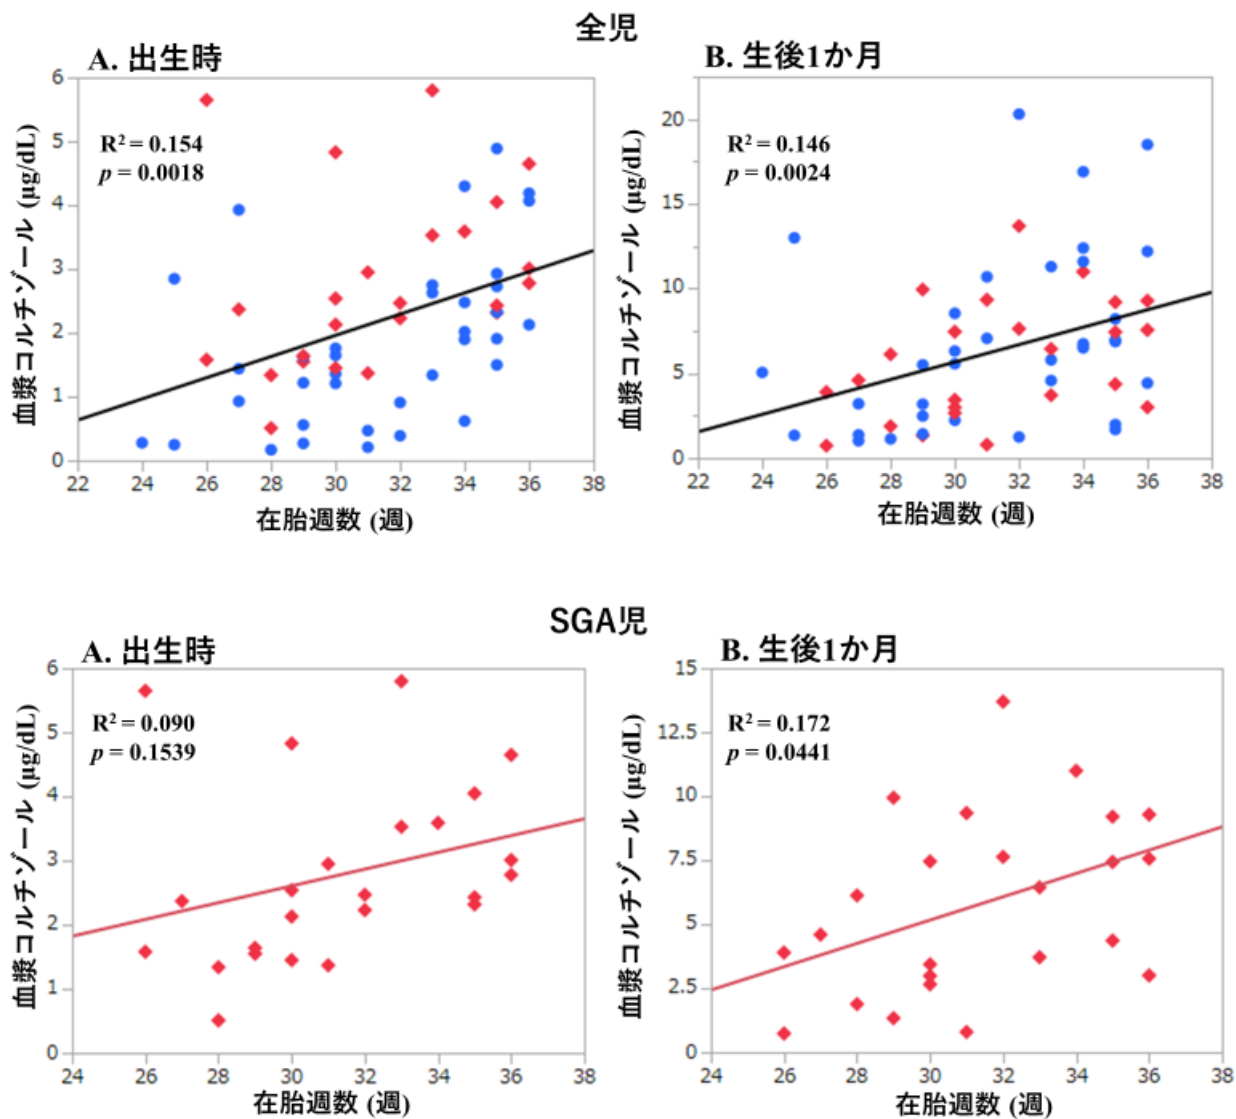 全児
A. 出生時
R² = 0.154
p = 0.0018
血漿コルチゾール (μg/dL)
6
5
4
3
2
1
0
22 24 26 28 30 32 34 36 38
在胎週数 (週)
B. 生後1か月
R² = 0.146
p = 0.0024
血漿コルチゾール (μg/dL)
20
15
10
5
0
22 24 26 28 30 32 34 36 38
在胎週数 (週)
SGA児
A. 出生時
R² = 0.090
p = 0.1539
血漿コルチゾール (μg/dL)
6
5
4
3
2
1
0
24 26 28 30 32 34 36 38
在胎週数 (週)
B. 生後1か月
R² = 0.172
p = 0.0441
血漿コルチゾール (μg/dL)
15
12.5
10
7.5
5
2.5
0
24 26 28 30 32 34 36 38
在胎週数 (週)